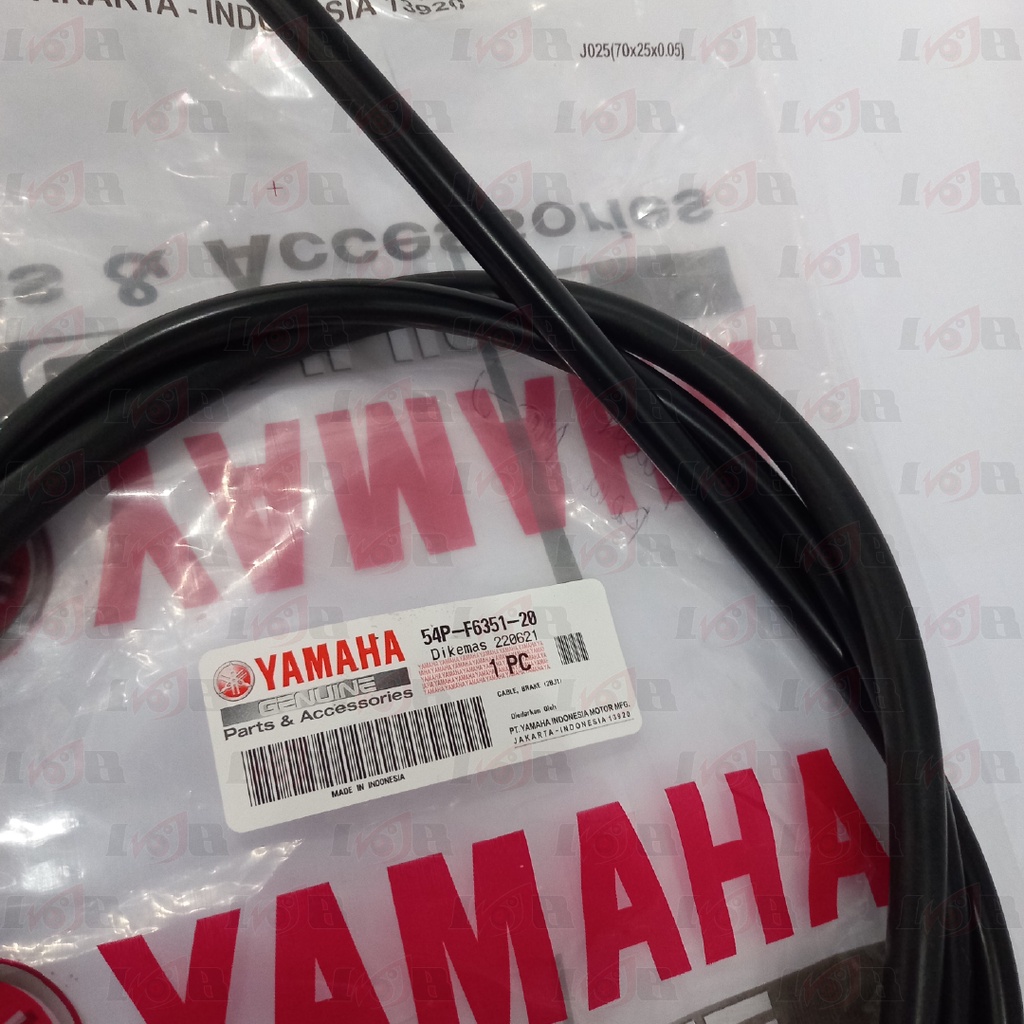 JAKARTA - INDONESIA 13920
J025(70x25x0.05)
& Accessories
YAMAHA
YAMAHA
GENUINE
Parts & Accessories
MADE IN INDONESIA
54P-F6351-20
Dikemas 220621
1 PC
CABLE, BRAKE (2BJ1)
Diedarkan Oleh
PT. YAMAHA INDONESIA MOTOR MFG.
JAKARTA - INDONESIA 13920
YAMAHA